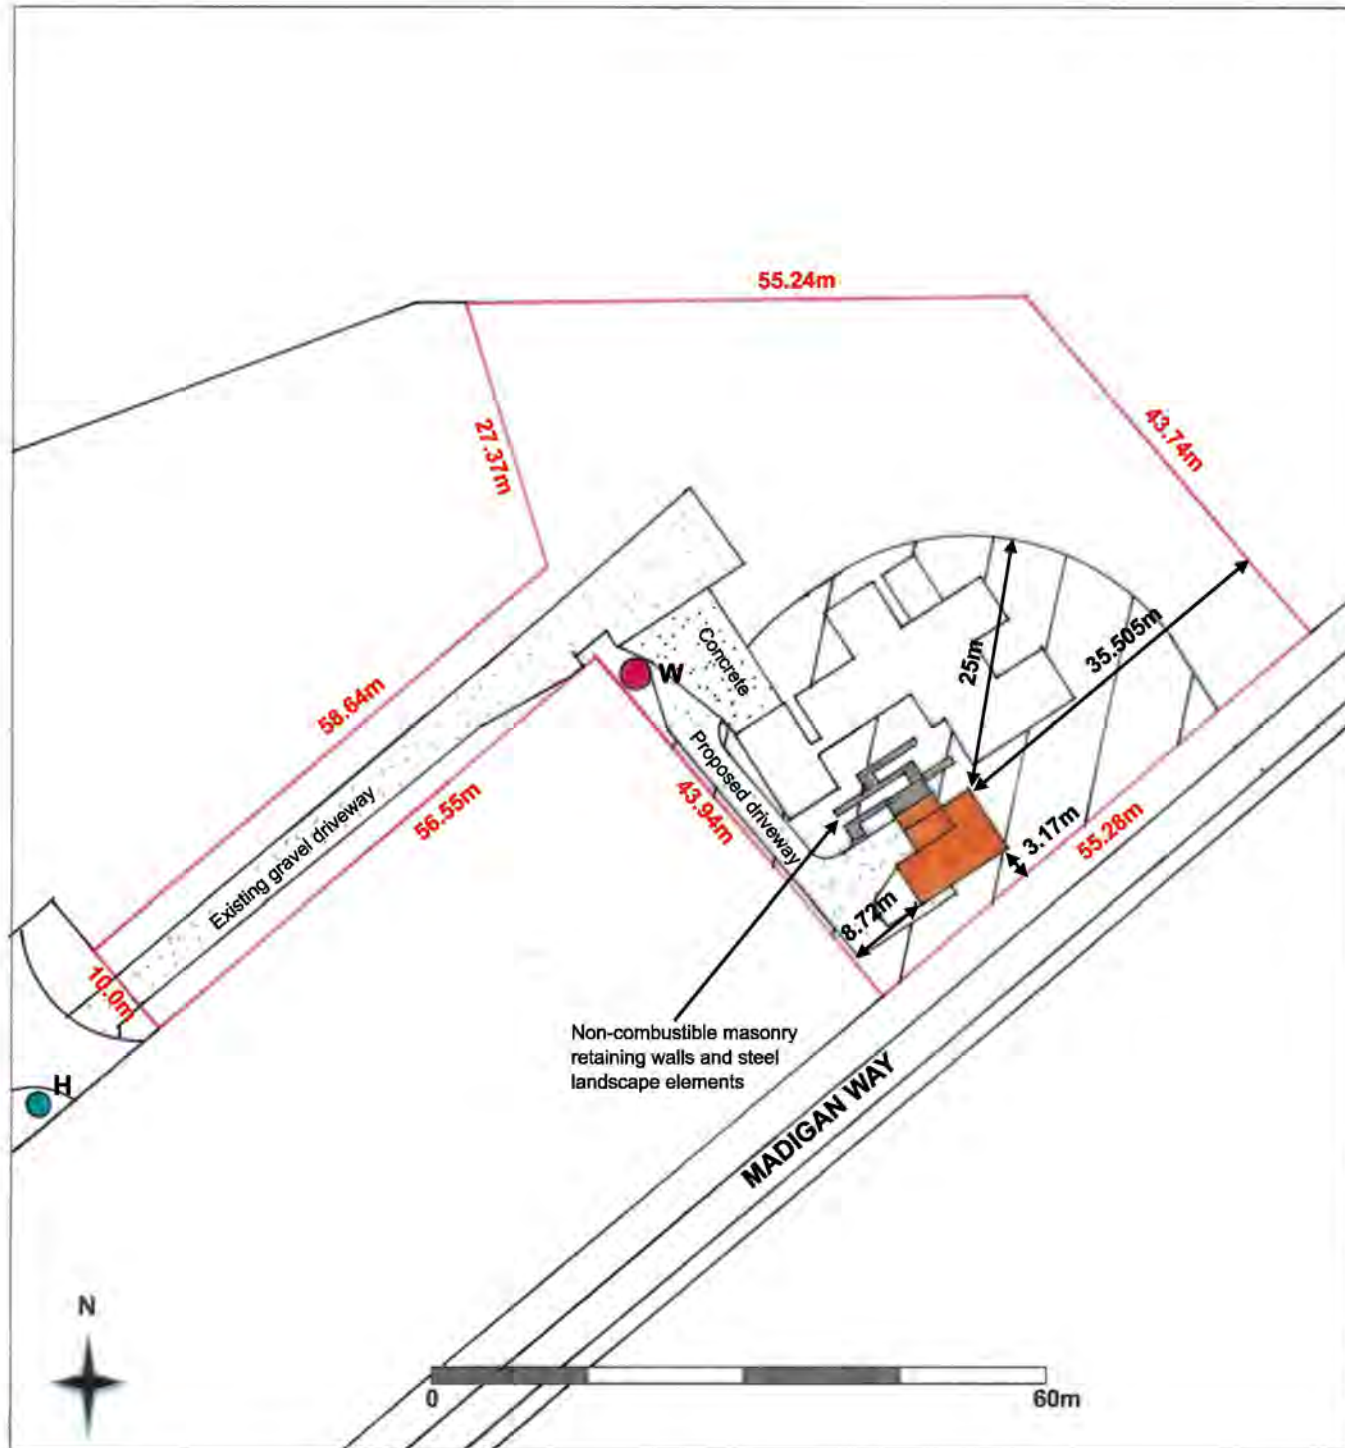 55.24m
27.37m
43.74m
Concrete
W
25m
35.505m
58.64m
Proposed driveway
43.94m
56.55m
Existing gravel driveway
3.17m
55.28m
8.72m
10.0m
Non-combustible masonry
retaining walls and steel
landscape elements
H
MADIGAN WAY
N
0
60m